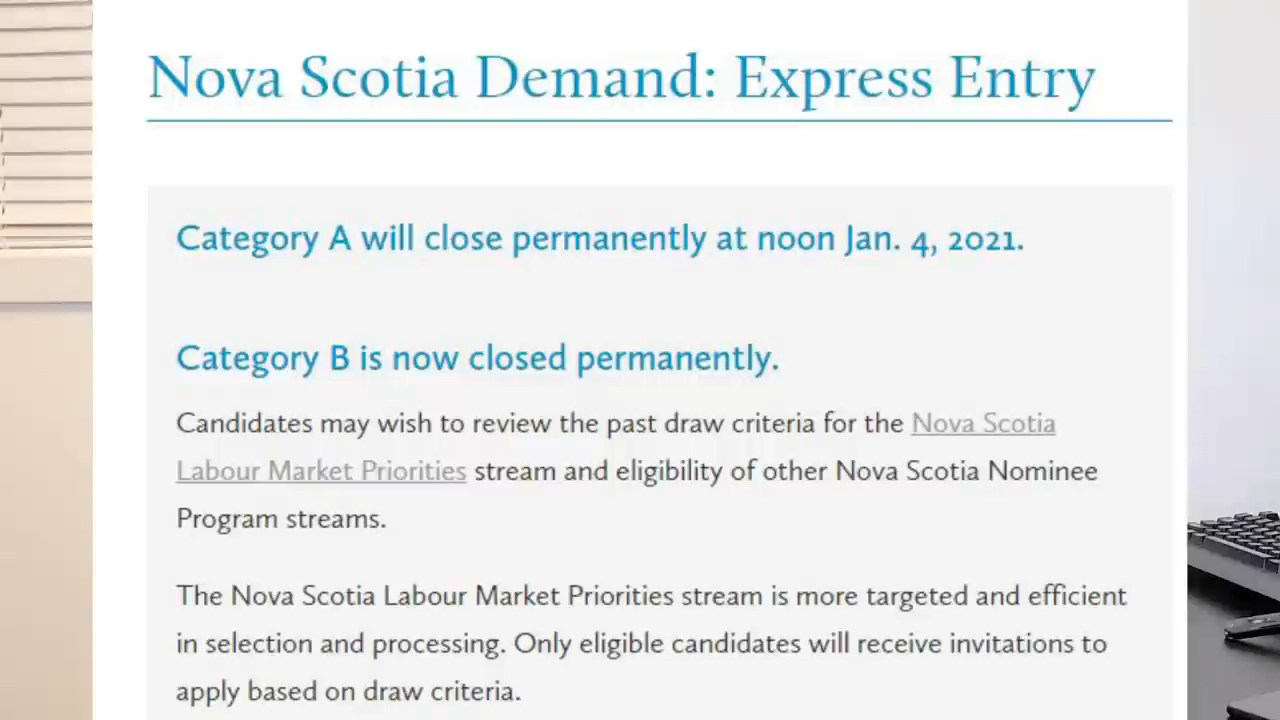 Nova Scotia Demand: Express Entry
Category A will close permanently at noon Jan. 4, 2021.
Category B is now closed permanently.
Candidates may wish to review the past draw criteria for the Nova Scotia
Labour Market Priorities stream and eligibility of other Nova Scotia Nominee
Program streams.
The Nova Scotia Labour Market Priorities stream is more targeted and efficient
in selection and processing. Only eligible candidates will receive invitations to
apply based on draw criteria.